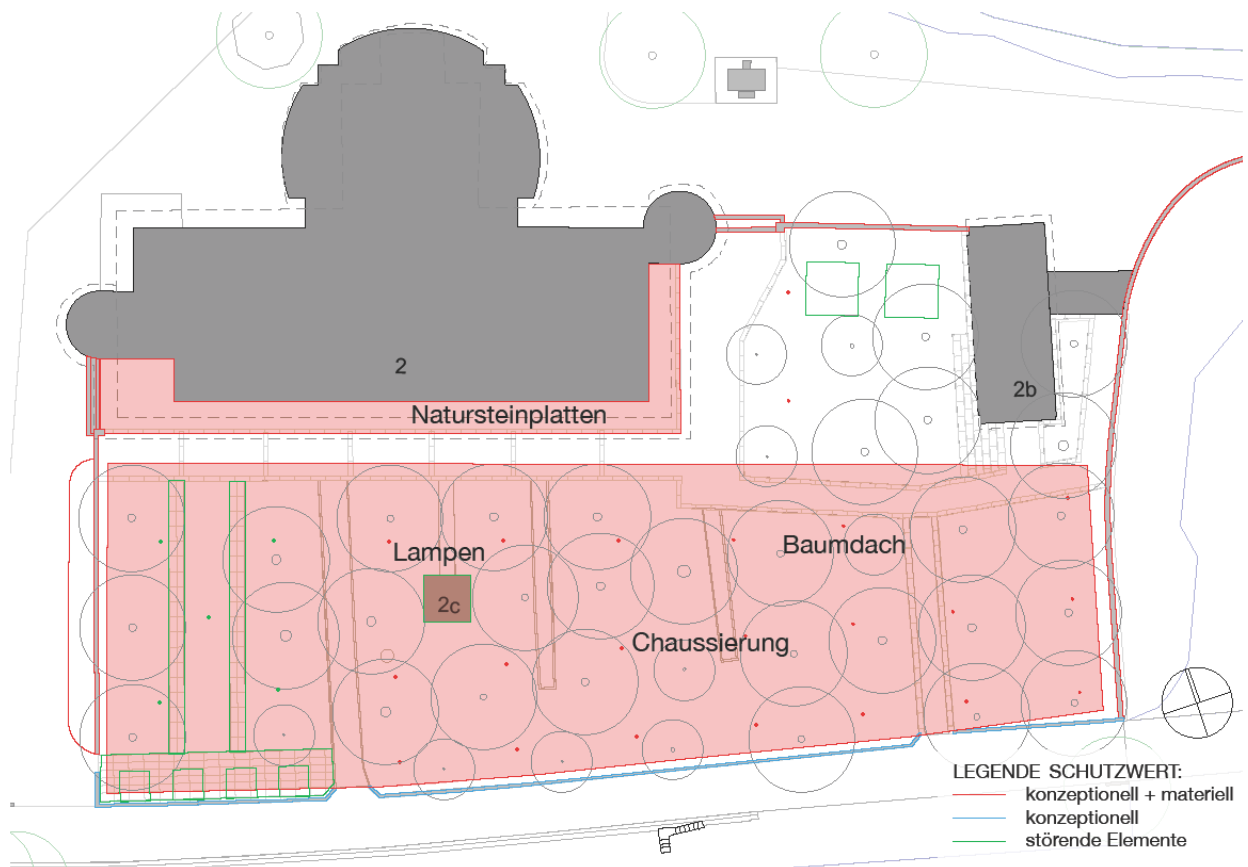 2
2b
Natursteinplatten
Lampen
Baumdach
2c
Chaussierung
LEGENDE SCHUTZWERT:
konzeptionell + materiell
konzeptionell
störende Elemente